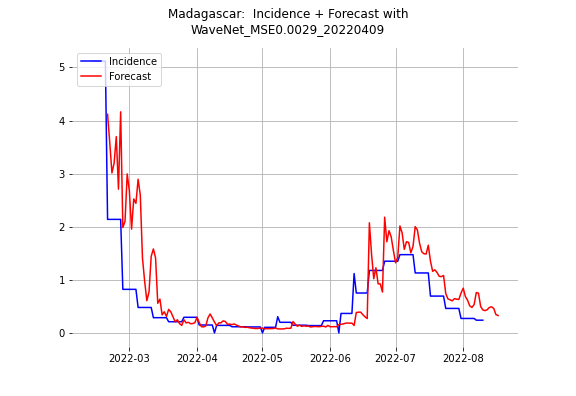 Madagascar:  Incidence + Forecast with
WaveNet_MSE0.0029_20220409
Incidence
Forecast
5
4
3
2
1
0
2022-03 2022-04 2022-05 2022-06 2022-07 2022-08